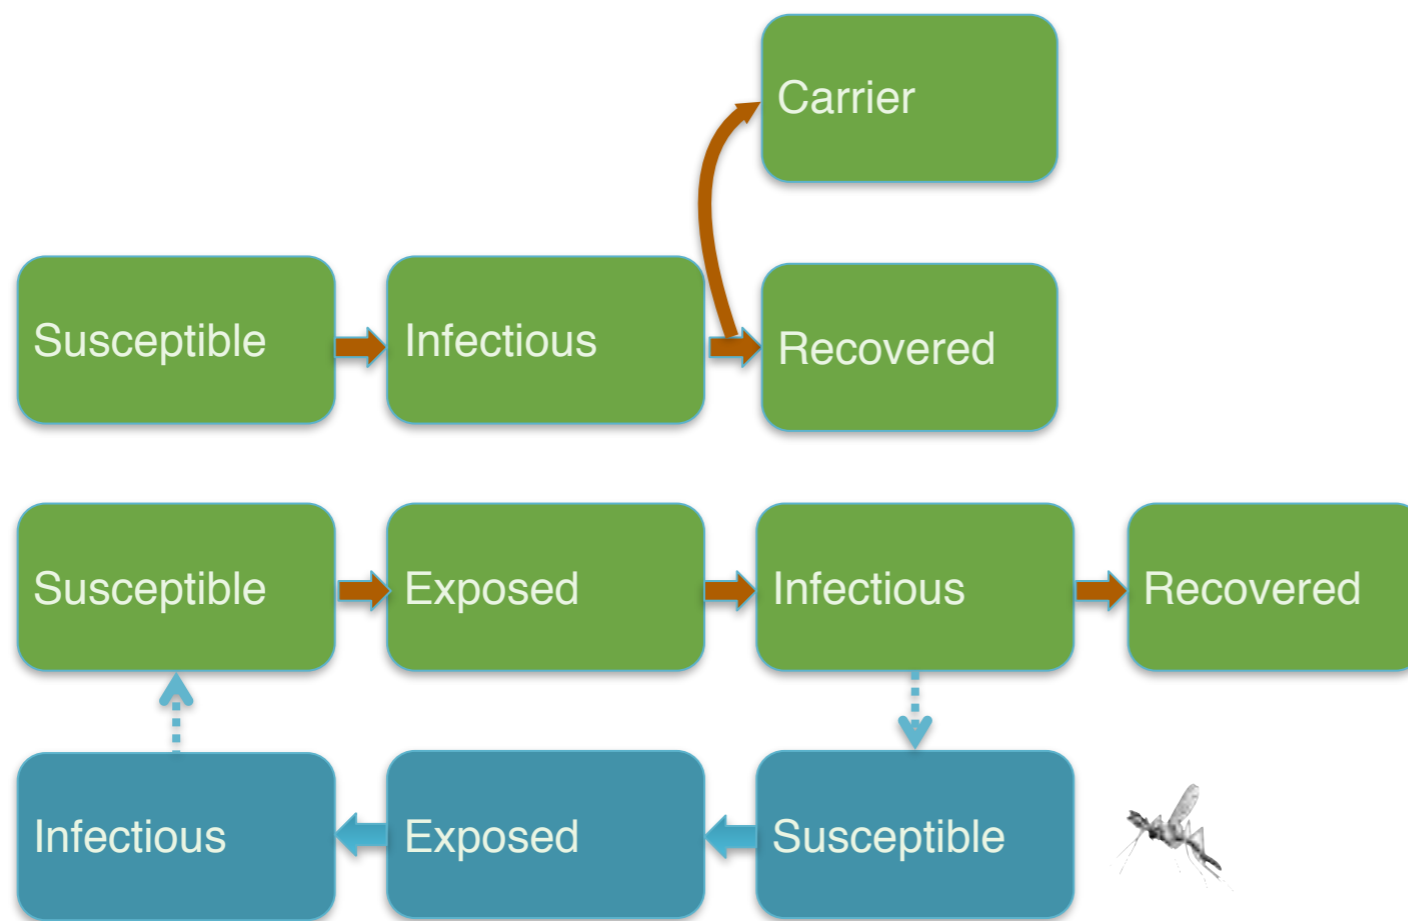 Carrier
Susceptible
Infectious
Recovered
Susceptible
Exposed
Infectious
Recovered
Infectious
Exposed
Susceptible